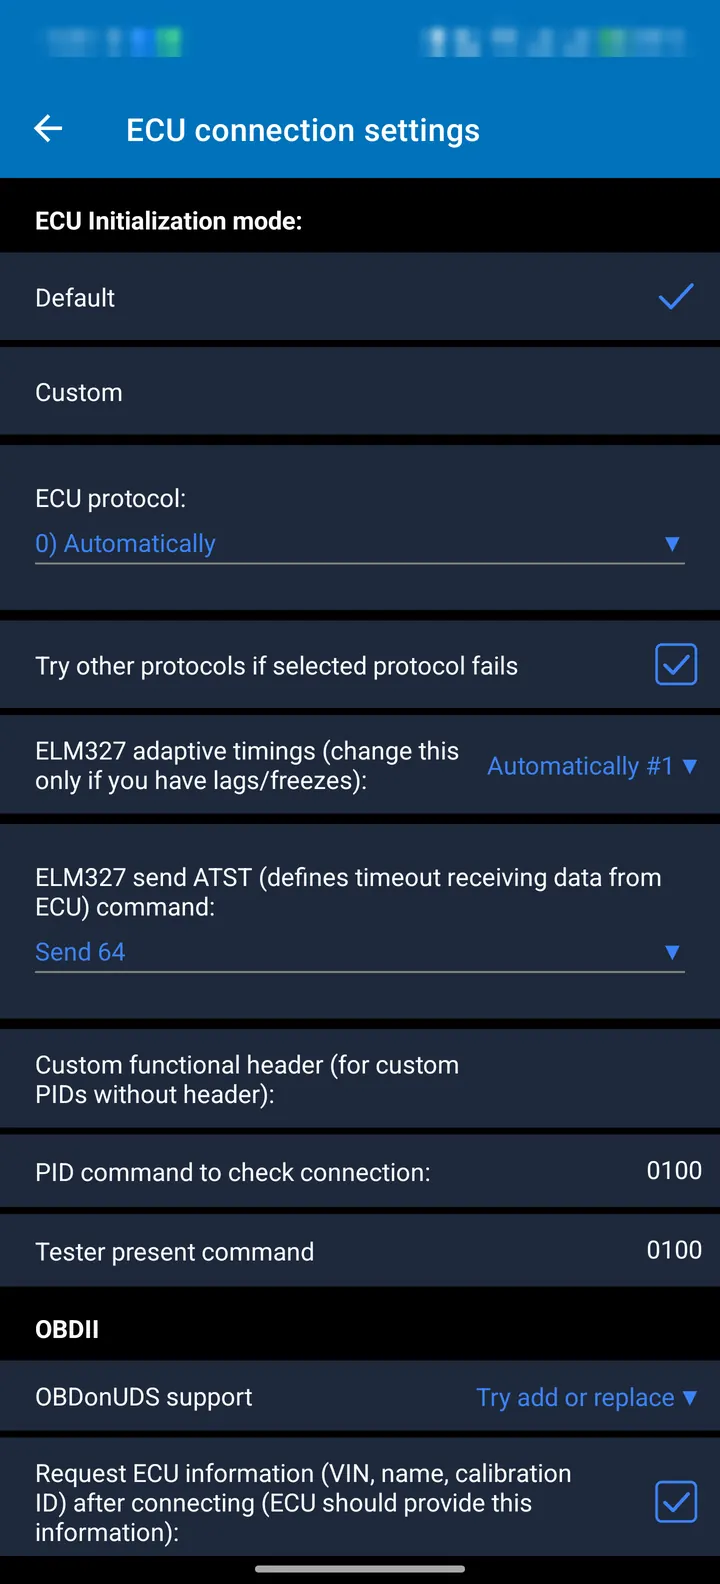 ECU connection settings
ECU Initialization mode:
Default
Custom
ECU protocol:
0) Automatically
Try other protocols if selected protocol fails
ELM327 adaptive timings (change this
only if you have lags/freezes):
Automatically #1
ELM327 send ATST (defines timeout receiving data from
ECU) command:
Send 64
Custom functional header (for custom
PIDs without header):
PID command to check connection:
0100
Tester present command
0100
OBDII
OBDonUDS support
Try add or replace
Request ECU information (VIN, name, calibration
ID) after connecting (ECU should provide this
information):